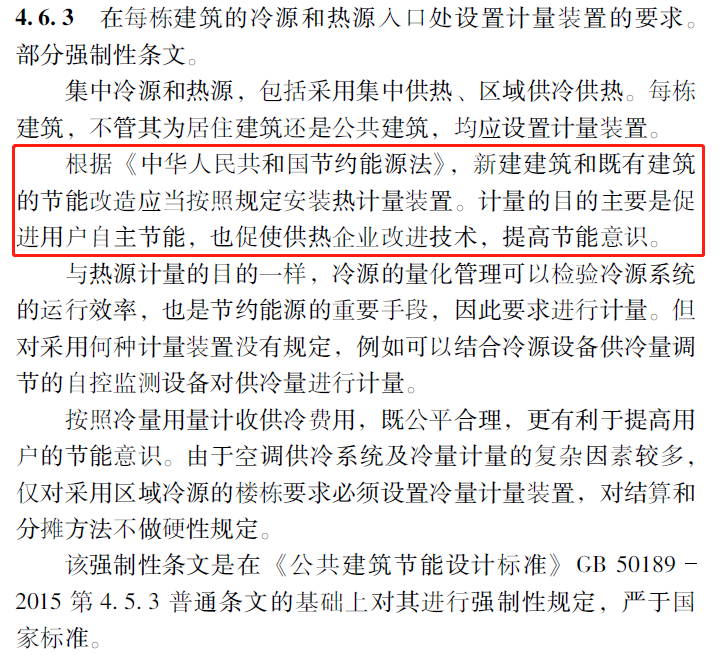 4.6.3 在每栋建筑的冷源和热源入口处设置计量装置的要求。
部分强制性条文。
集中冷源和热源，包括采用集中供热、区域供冷供热。每栋
建筑，不管其为居住建筑还是公共建筑，均应设置计量装置。
根据《中华人民共和国节约能源法》，新建建筑和既有建筑
的节能改造应当按照规定安装热计量装置。计量的目的主要是促
进用户自主节能，也促使供热企业改进技术，提高节能意识。
与热源计量的目的一样，冷源的量化管理可以检验冷源系统
的运行效率，也是节约能源的重要手段，因此要求进行计量。但
对采用何种计量装置没有规定，例如可以结合冷源设备供冷量调
节的自控监测设备对供冷量进行计量。
按照冷量用量计收供冷费用，既公平合理，更有利于提高用
户的节能意识。由于空调供冷系统及冷量计量的复杂因素较多，
仅对采用区域冷源的楼栋要求必须设置冷量计量装置，对结算和
分摊方法不做硬性规定。
该强制性条文是在《公共建筑节能设计标准》GB 50189－
2015 第 4.5.3 普通条文的基础上对其进行强制性规定，严于国
家标准。